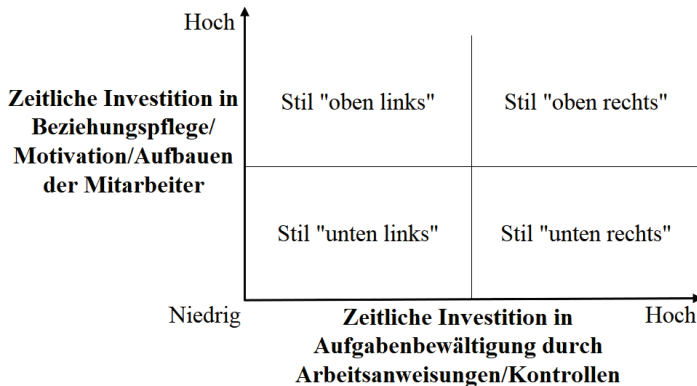 Hoch
Zeitliche Investition in
Beziehungspflege/
Motivation/Aufbauen
der Mitarbeiter
Stil "oben links"
Stil "oben rechts"
Stil "unten links"
Stil "unten rechts"
Niedrig
Zeitliche Investition in
Aufgabenbewältigung durch
Arbeitsanweisungen/Kontrollen
Hoch